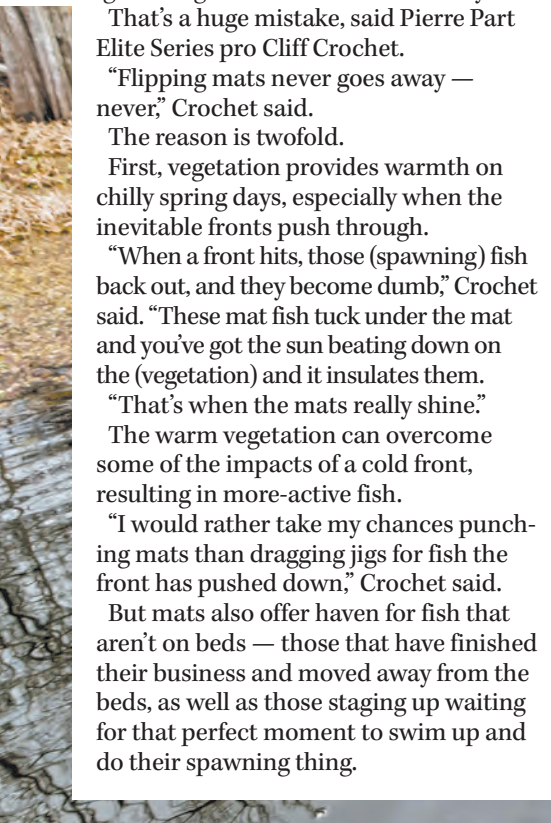 That's a huge mistake, said Pierre Part
Elite Series pro Cliff Crochet.
“Flipping mats never goes away —
never,” Crochet said.
The reason is twofold.
First, vegetation provides warmth on
chilly spring days, especially when the
inevitable fronts push through.
“When a front hits, those (spawning) fish
back out, and they become dumb,” Crochet
said. “These mat fish tuck under the mat
and you've got the sun beating down on
the (vegetation) and it insulates them.
“That's when the mats really shine.”
The warm vegetation can overcome
some of the impacts of a cold front,
resulting in more-active fish.
“I would rather take my chances punch-
ing mats than dragging jigs for fish the
front has pushed down,” Crochet said.
But mats also offer haven for fish that
aren't on beds — those that have finished
their business and moved away from the
beds, as well as those staging up waiting
for that perfect moment to swim up and
do their spawning thing.